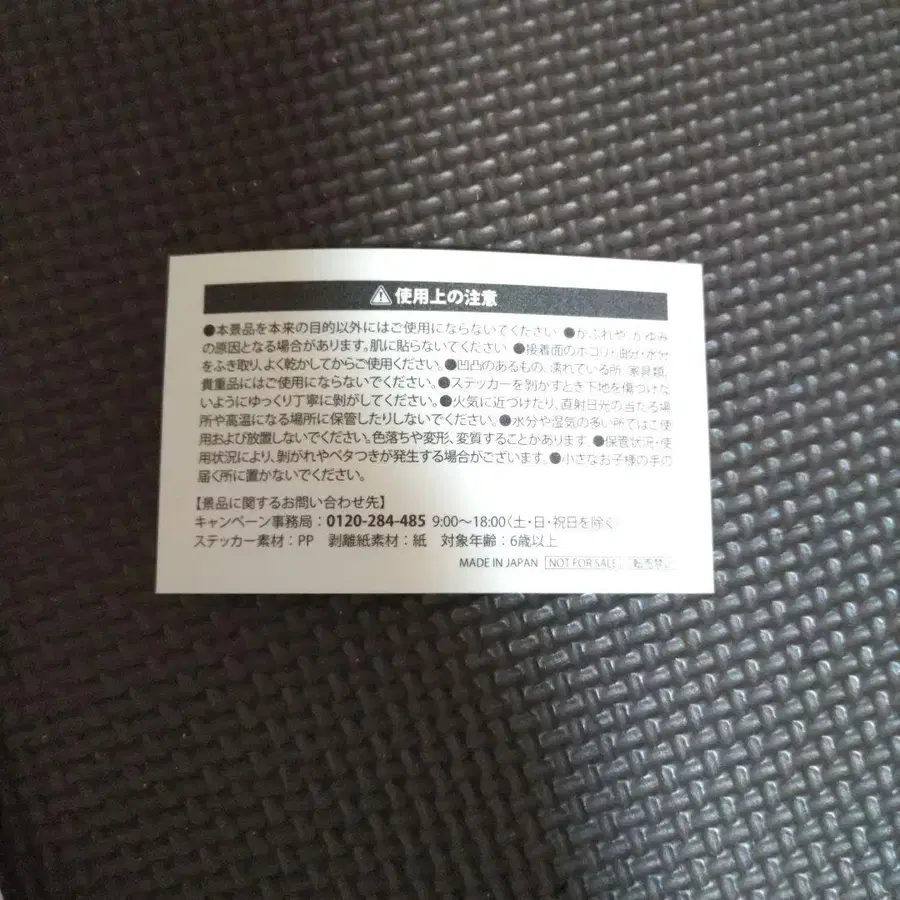 使用上の注意
●本景品を本来の目的以外にはご使用にならないでください ●かぶれや かゆみ
の原因となる場合があります。肌に貼らないでください ●接着面のホコリ・油分・水分
をふき取り、よく乾かしてからご使用ください。●凹凸のあるもの、濡れている所、家具類、
貴重品にはご使用にならないでください。●ステッカーを剥がすとき下地を傷つけな
いようにゆっくり丁寧に剥がしてください。●火気に近づけたり、直射日光の当たる場
所や高温になる場所に保管したりしないでください。●水分や湿気の多い所ではご使
用および放置しないでください。色落ちや変形、変質することかあります ●保管状況・使
用状況により、剥がれやベタつきが発生する場合がございます。●小さなお子様の手の
届く所に置かないでください。
【景品に関するお問い合わせ先】
キャンペーン事務局：0120-284-485 9:00〜18:00（土・日・祝日を除く）
ステッカー素材：PP 剥離紙素材：紙 対象年齢：6歳以上
MADE IN JAPAN NOT FOR SALE 転売禁止